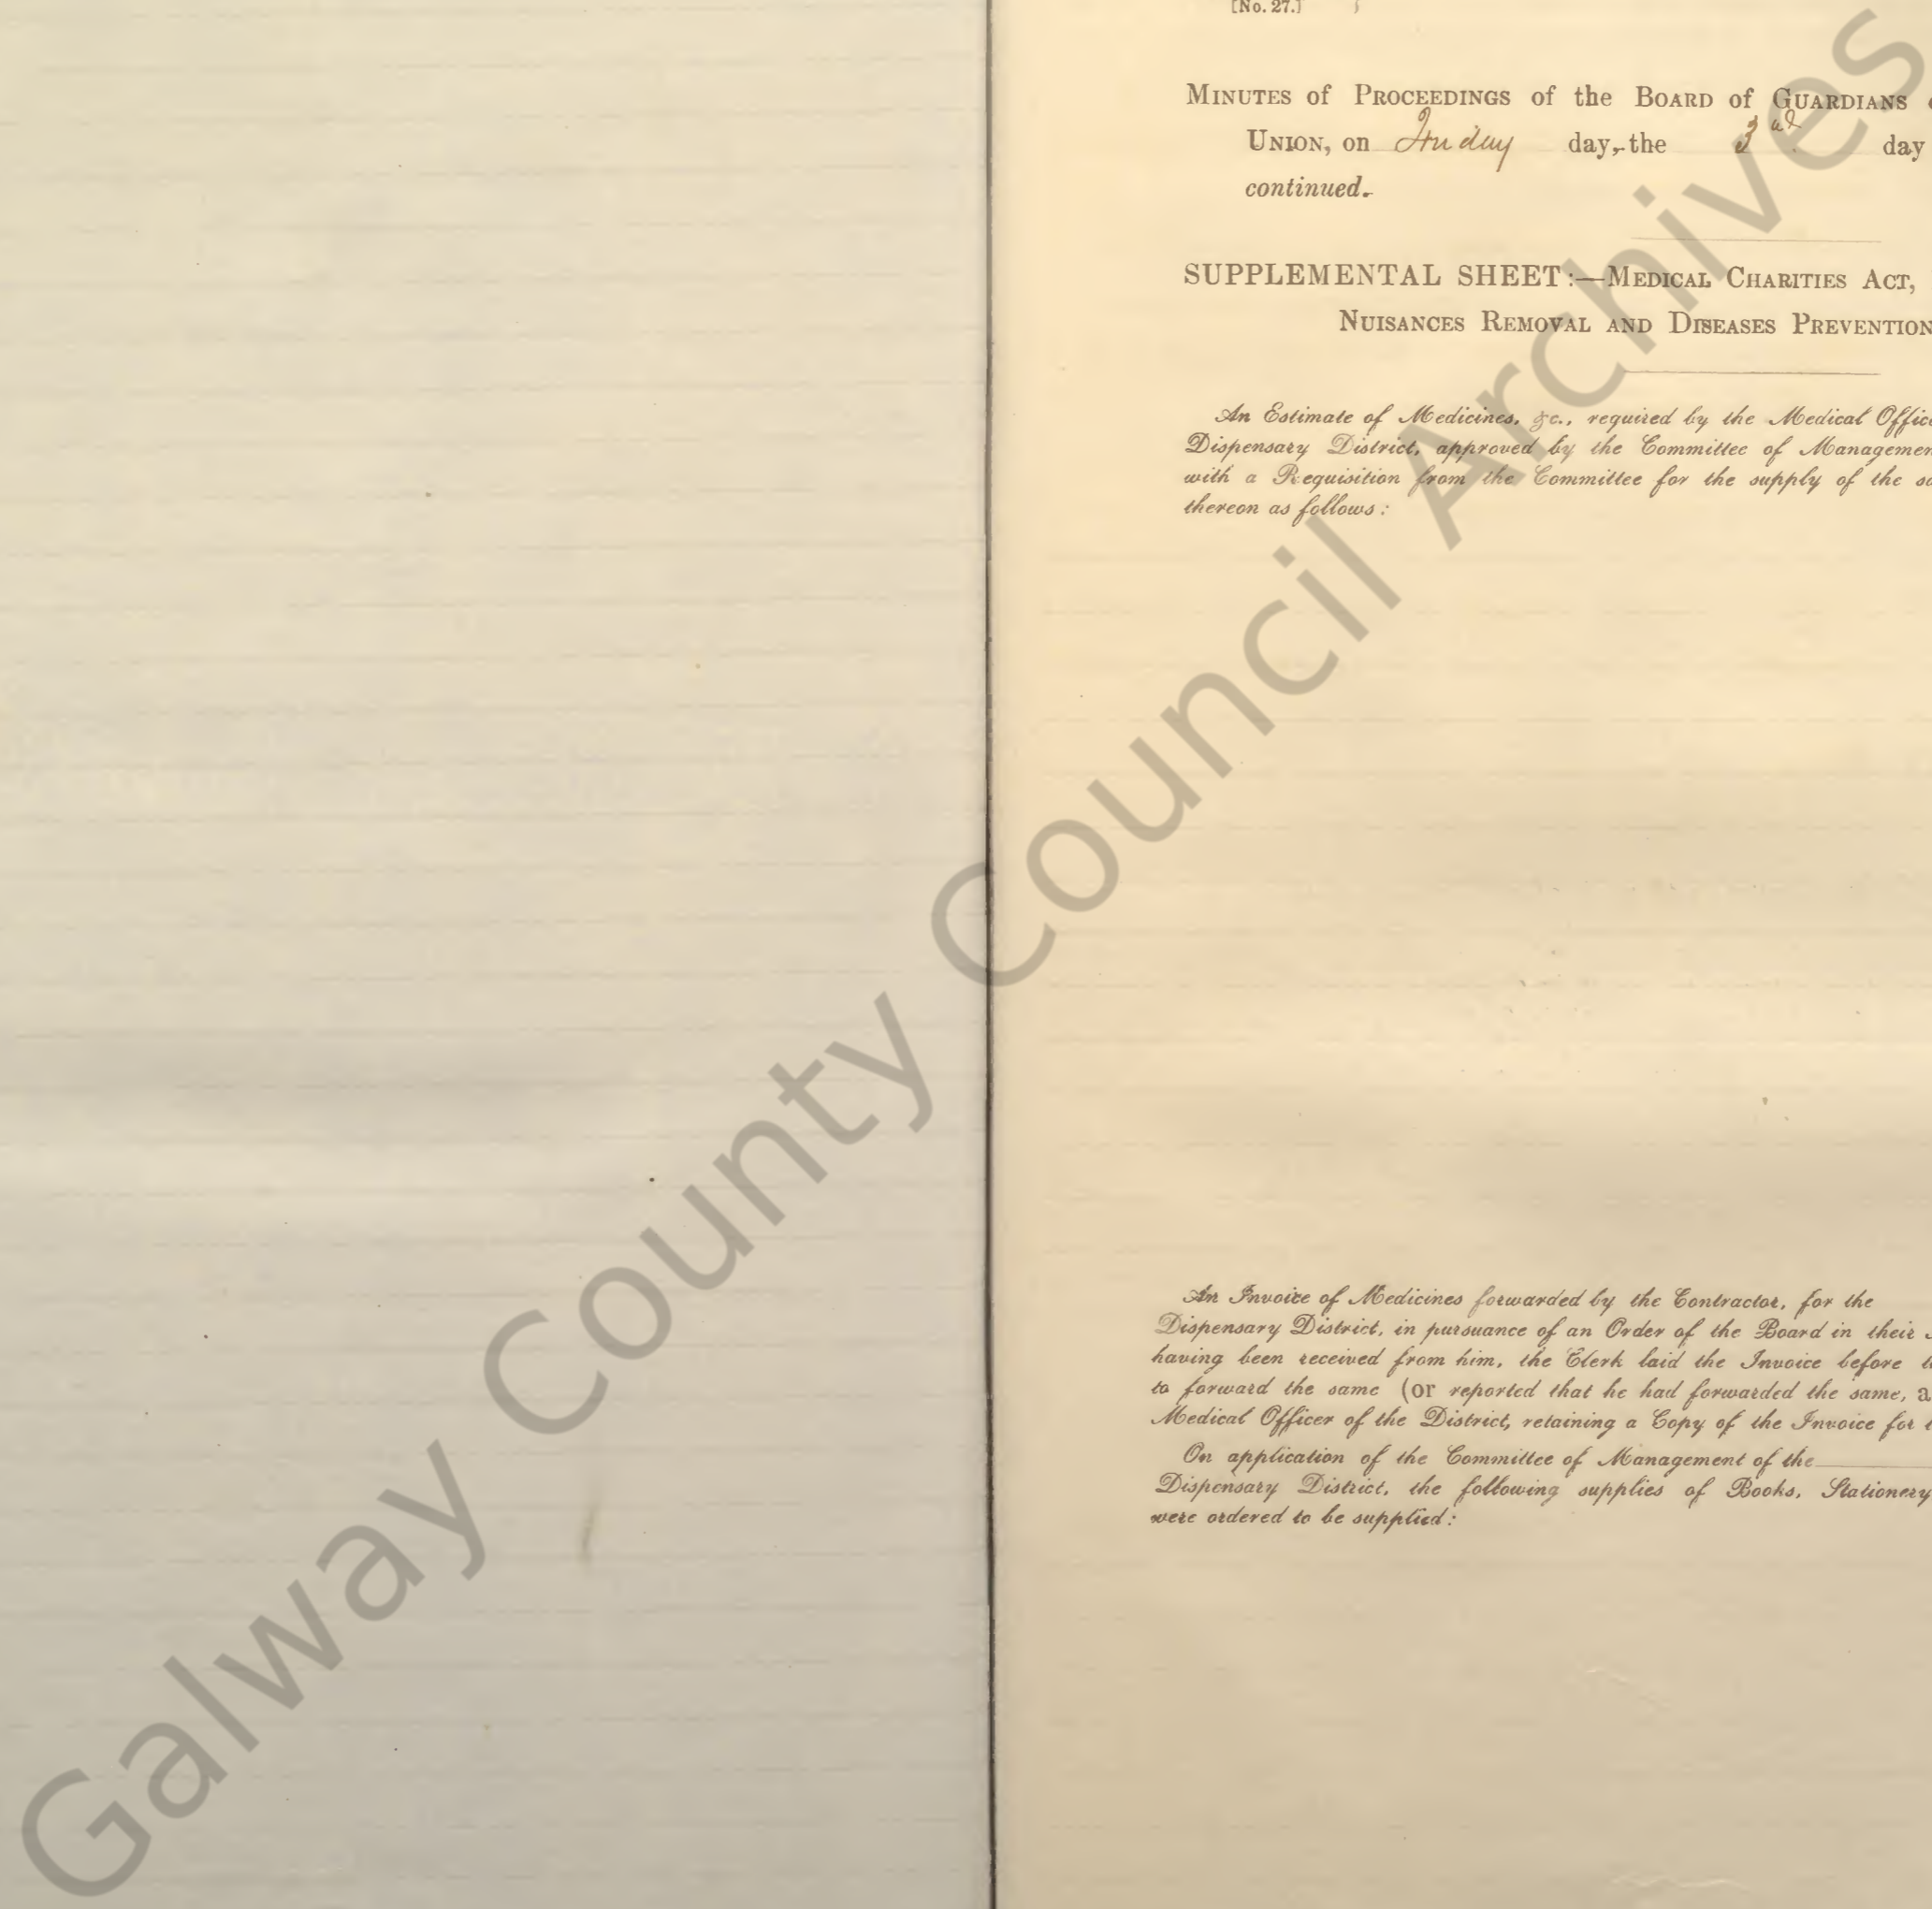 [No. 27.]
MINUTES of PROCEEDINGS of the BOARD of GUARDIANS
UNION, on Friday day, the 3rd day
continued.
SUPPLEMENTAL SHEET:—MEDICAL CHARITIES ACT,
NUISANCES REMOVAL AND DISEASES PREVENTION
An Estimate of Medicines, &c., required by the Medical Offic
Dispensary District, approved by the Committee of Managemen
with a Requisition from the Committee for the supply of the sa
thereon as follows:
An Invoice of Medicines forwarded by the Contractor, for the
Dispensary District, in pursuance of an Order of the Board in their
having been received from him, the Clerk laid the Invoice before t
to forward the same (or reported that he had forwarded the same, a
Medical Officer of the District, retaining a Copy of the Invoice for t
On application of the Committee of Management of the
Dispensary District, the following supplies of Books, Stationery
were ordered to be supplied:
Galway County Council Archives